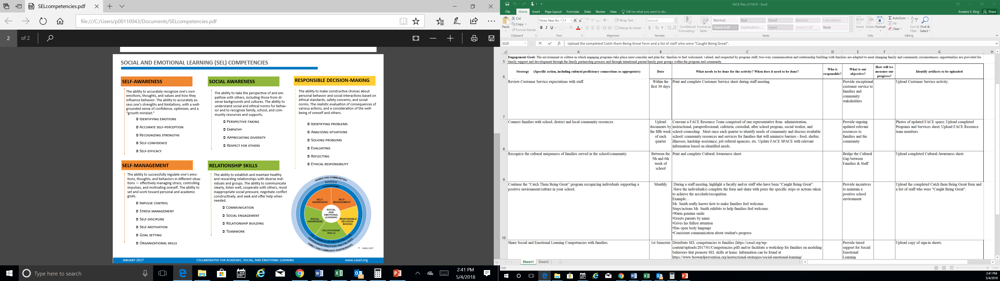 SELcompetencies.pdf
file:///C:/Users/p00110043/Documents/SELcompetencies.pdf
2 of 2
SOCIAL AND EMOTIONAL LEARNING (SEL) COMPETENCIES
SELF-AWARENESS
The ability to accurately recognize one's own
emotions, thoughts, and values and how they
influence behavior. The ability to accurately as-
sess one's strengths and limitations, with a well-
grounded sense of confidence, optimism, and a
"growth mindset."
➲ IDENTIFYING EMOTIONS
➲ ACCURATE SELF-PERCEPTION
➲ RECOGNIZING STRENGTHS
➲ SELF-CONFIDENCE
➲ SELF-EFFICACY
SELF-MANAGEMENT
The ability to successfully regulate one's emo-
tions, thoughts, and behaviors in different situa-
tions — effectively managing stress, controlling
impulses, and motivating oneself. The ability to
set and work toward personal and academic
goals.
➲ IMPULSE CONTROL
➲ STRESS MANAGEMENT
➲ SELF-DISCIPLINE
➲ SELF-MOTIVATION
➲ GOAL SETTING
➲ ORGANIZATIONAL SKILLS
SOCIAL AWARENESS
The ability to take the perspective of and em-
pathize with others, including those from di-
verse backgrounds and cultures. The ability to
understand social and ethical norms for behav-
ior and to recognize family, school, and com-
munity resources and supports.
➲ PERSPECTIVE-TAKING
➲ EMPATHY
➲ APPRECIATING DIVERSITY
➲ RESPECT FOR OTHERS
RELATIONSHIP SKILLS
The ability to establish and maintain healthy
and rewarding relationships with diverse indi-
viduals and groups. The ability to communicate
clearly, listen well, cooperate with others, resist
inappropriate social pressure, negotiate conflict
constructively, and seek and offer help when
needed.
➲ COMMUNICATION
➲ SOCIAL ENGAGEMENT
➲ RELATIONSHIP BUILDING
➲ TEAMWORK
RESPONSIBLE DECISION-MAKING
The ability to make constructive choices about
personal behavior and social interactions based on
ethical standards, safety concerns, and social
norms. The realistic evaluation of consequences of
various actions, and a consideration of the well-
being of oneself and others.
➲ IDENTIFYING PROBLEMS
➲ ANALYZING SITUATIONS
➲ SOLVING PROBLEMS
➲ EVALUATING
➲ REFLECTING
➲ ETHICAL RESPONSIBILITY
HOMES AND COMMUNITIES
SCHOOLS
CLASSROOMS
SELF-
AWARENESS
SELF-
MANAGEMENT
SOCIAL
AND
EMOTIONAL
LEARNING
SOCIAL
AWARENESS
RESPONSIBLE
DECISION-
MAKING
RELATIONSHIP
SKILLS
SEL CURRICULUM AND INSTRUCTION
SCHOOLWIDE PRACTICES AND POLICIES
FAMILY AND COMMUNITY PARTNERSHIPS
© CASEL 2017
JANUARY 2017 COLLABORATIVE FOR ACADEMIC, SOCIAL, AND EMOTIONAL LEARNING www.casel.org
Type here to search
2:41 PM
5/4/2018
FACE Plan_SY1819 - Excel
File Home Insert Page Layout Formulas Data Review View Tell me what you want to do...
Aneatra S. King Share
Paste
Cut
Copy
Format Painter
Clipboard
Times New Ro 11
B I U
Font
Wrap Text
Merge & Center
Alignment
General
$ % ,
Number
Conditional
Formatting
Format as
Table
Normal Bad Good Neutral Calculation
Check Cell Explanatory ... Input Linked Cell Note
Styles
Insert Delete Format
Cells
AutoSum
Fill
Clear
Sort &
Filter
Find &
Select
Editing
G10 Upload the completed Catch them Being Great form and a list of staff who were "Caught Being Great".
A B C D E F G H
5
Engagement Goal: The environment or culture in which engaging programs take place must consider and plan for: families to feel welcomed, valued, and respected by program staff; two-way communication and relationship building with families are adapted to meet changing family and community circumstances; opportunities are provided for
family support and development through the family partnership process and through intentional parent/family peer groups within the program and community.
6
Strategy (Specific action, including cultural proficiency connections as appropriate)
Date
What needs to be done for the activity? When does it need to be done?
Who is
responsible?
What is our
objective?
How will we
measure our
progress?
Identify artifacts to be uploaded
7
Review Customer Service expectations with staff.
Within the
first 30 days
Print and complete Customer Service sheet during staff meeting.
Provide exceptional
customer service to
families and
community
stakeholders
Upload Customer Service activity.
8
Connect families with school, district and local community resources.
Upload
documents by
the fifth week
of each
quarter
Convene a FACE Resource Team comprised of one representative from administration,
instructional, paraprofessional, cafeteria, custodial, after school program, social worker, and
school counseling. Meet once each quarter to identify needs of community and discuss available
school/ community resources and services for families that will minimize barriers - food, shelter,
illnesses, hardship assistance, job referral agencies, etc. Update FACE SPACE with relevant
information based on identified needs.
Provide ongoing
updated relevant
resources to
families and the
community
Photos of updated FACE space; Upload completed
Programs and Services sheet; Upload FACE Resource
team members.
9
Recognize the cultural uniqueness of families served in the school/community.
Between the
5th and 6th
week of
school
Print and complete Cultural Awareness sheet.
Bridge the Cultural
Gap between
Families & Staff
Upload completed Cultural Awareness sheet.
10
Continue the “Catch Them Being Great” program recognizing individuals supporting a
positive environment/culture in your school.
Monthly
During a staff meeting, highlight a faculty and/or staff who have been “Caught Being Great”.
Have the individual(s) complete the form and share with peers the specific steps or actions taken
to achieve the accolade/recognition.
Example…
Mr. Smith really knows how to make families feel welcome.
Steps/actions Mr. Smith exhibits to help families feel welcome.
•Warm genuine smile
•Greets parents by name
•Gives his fullest attention
•Has open body language
•Consistent communication about student's progress
Provide incentives
to maintain a
positive school
environment
Upload the completed Catch them Being Great form and
a list of staff who were "Caught Being Great".
Share Social and Emotional Learning Competencies with families.
1st Semester
Distribute SEL competencies to families (https://casel.org/wp-
content/uploads/2017/01/Competencies.pdf) and/or facilitate a workshop for families on modeling
behaviors that promote SEL skills at home. Information can be found at
https://www.browardprevention.org/instructional-strategies/social-emotional-learning/
Provide tiered
support for Social
Emotional
Learning
Upload copy of sign-in sheets.
Sheet1 Sheet2
Edit
100%
2:41 PM
5/4/2018